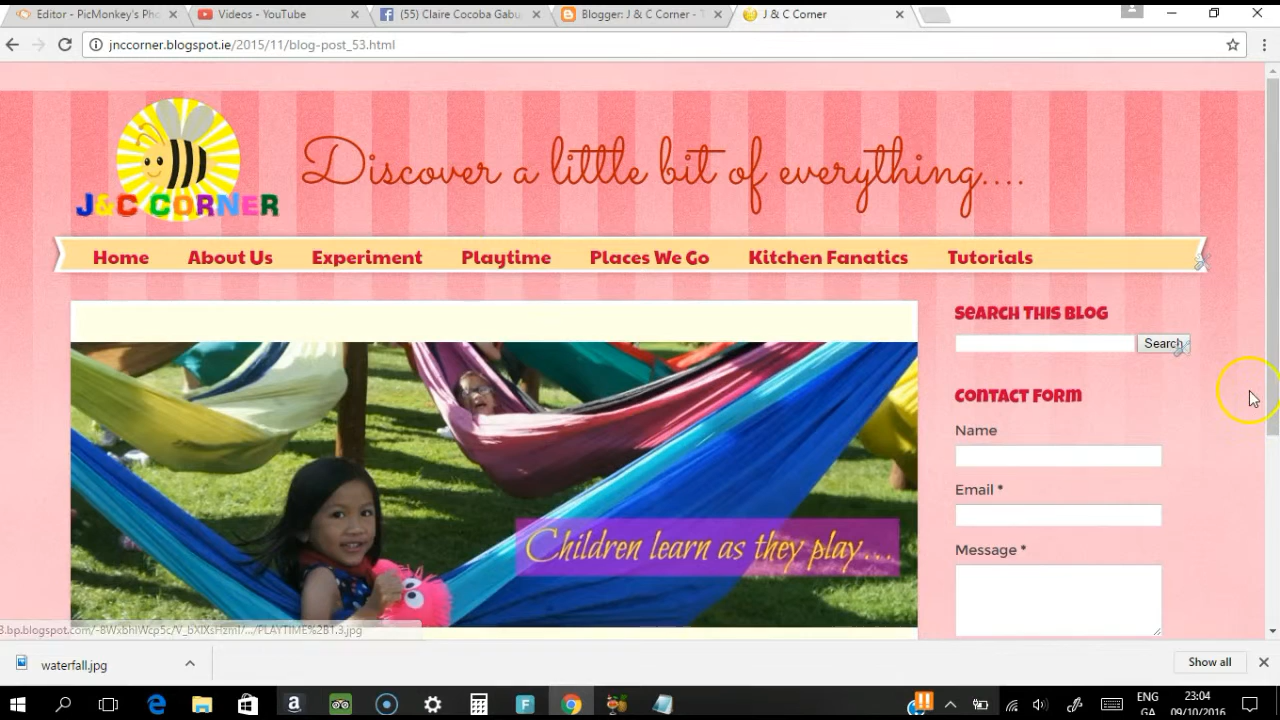 Editor - PicMonkey's Pho
Videos - YouTube
(55) Claire Cocoba Gabu
Blogger: J & C Corner - T
J & C Corner
jnccorner.blogspot.ie/2015/11/blog-post_53.html
J&C CORNER
Discover a little bit of everything....
Home
About Us
Experiment
Playtime
Places We Go
Kitchen Fanatics
Tutorials
SEARCH THIS BLOG
Search
CONTACT FORM
Name
Email *
Message *
Children learn as they play...
waterfall.jpg
Show all
ENG
GA
23:04
09/10/2016